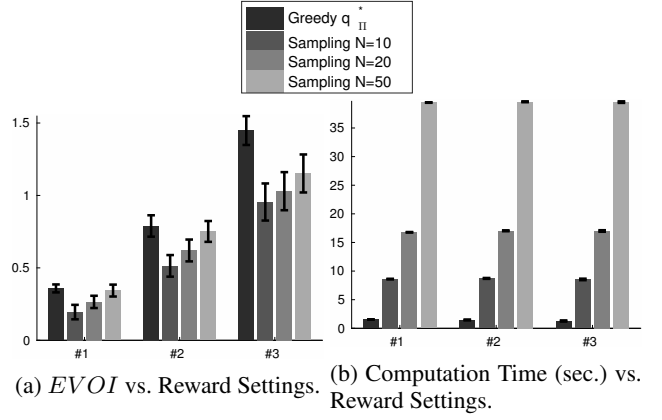 Greedy q*Π
Sampling N=10
Sampling N=20
Sampling N=50
1.5
1
0.5
0
#1 #2 #3
35
30
25
20
15
10
5
0
#1 #2 #3
(a) EVOI vs. Reward Settings.
(b) Computation Time (sec.) vs.
Reward Settings.